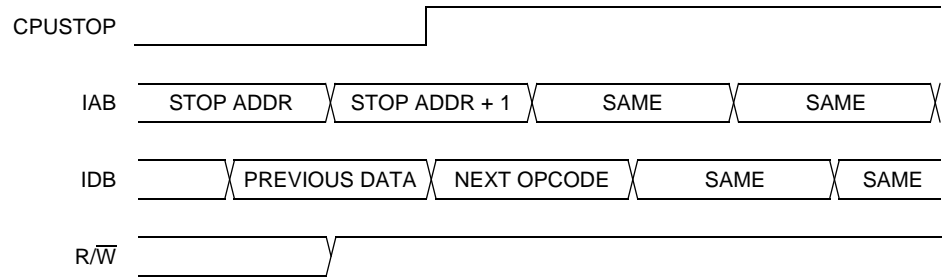 CPUSTOP
IAB STOP ADDR STOP ADDR + 1 SAME SAME
IDB PREVIOUS DATA NEXT OPCODE SAME SAME
R/W̅